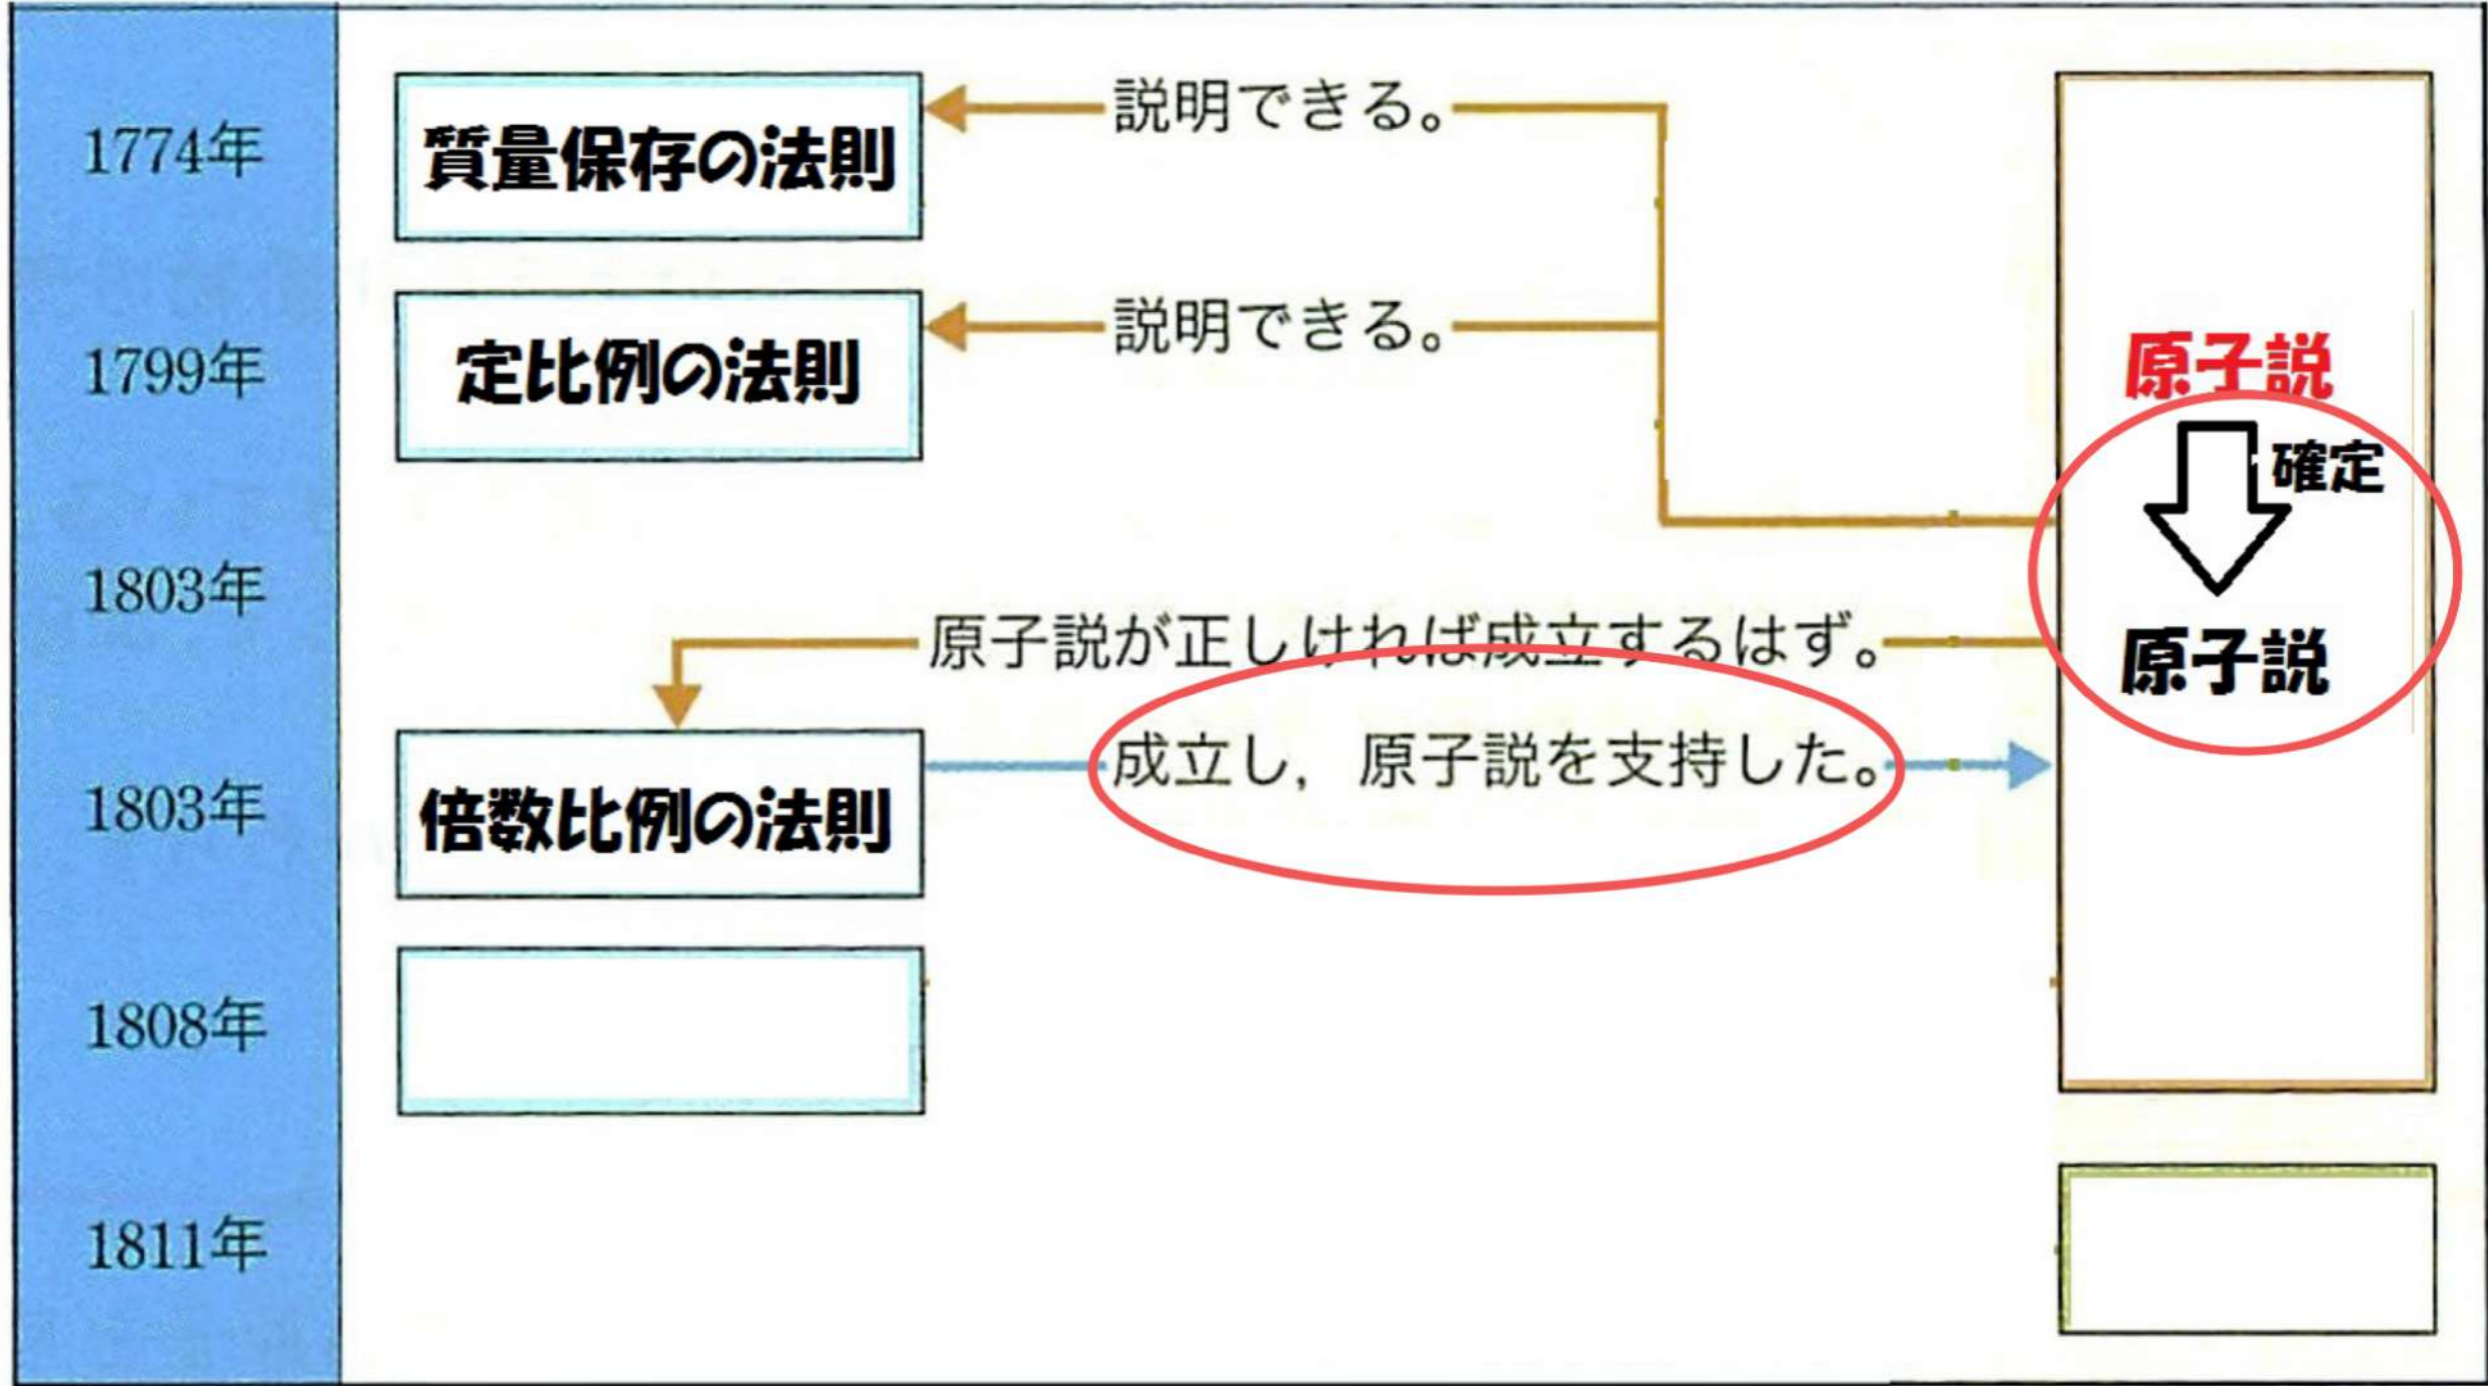 1774年
質量保存の法則
説明できる。
1799年
定比例の法則
説明できる。
原子説
確定
1803年
原子説が正しければ成立するはず。
原子説
1803年
倍数比例の法則
成立し，原子説を支持した。
1808年
1811年